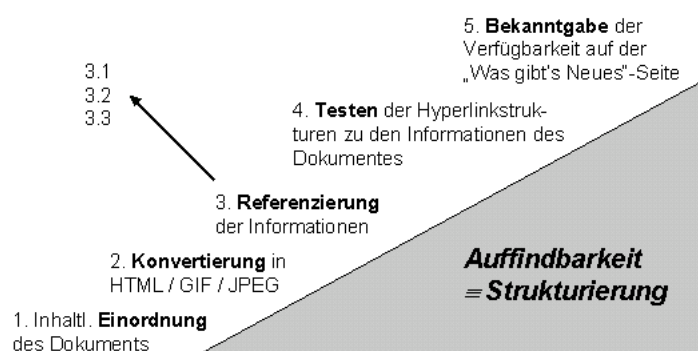 5. Bekanntgabe der
Verfügbarkeit auf der
„Was gibt's Neues"-Seite
3.1
3.2
3.3
4. Testen der Hyperlinkstruk-
turen zu den Informationen des
Dokumentes
3. Referenzierung
der Informationen
2. Konvertierung in
HTML / GIF / JPEG
Auffindbarkeit
≡ Strukturierung
1. Inhaltl. Einordnung
des Dokuments